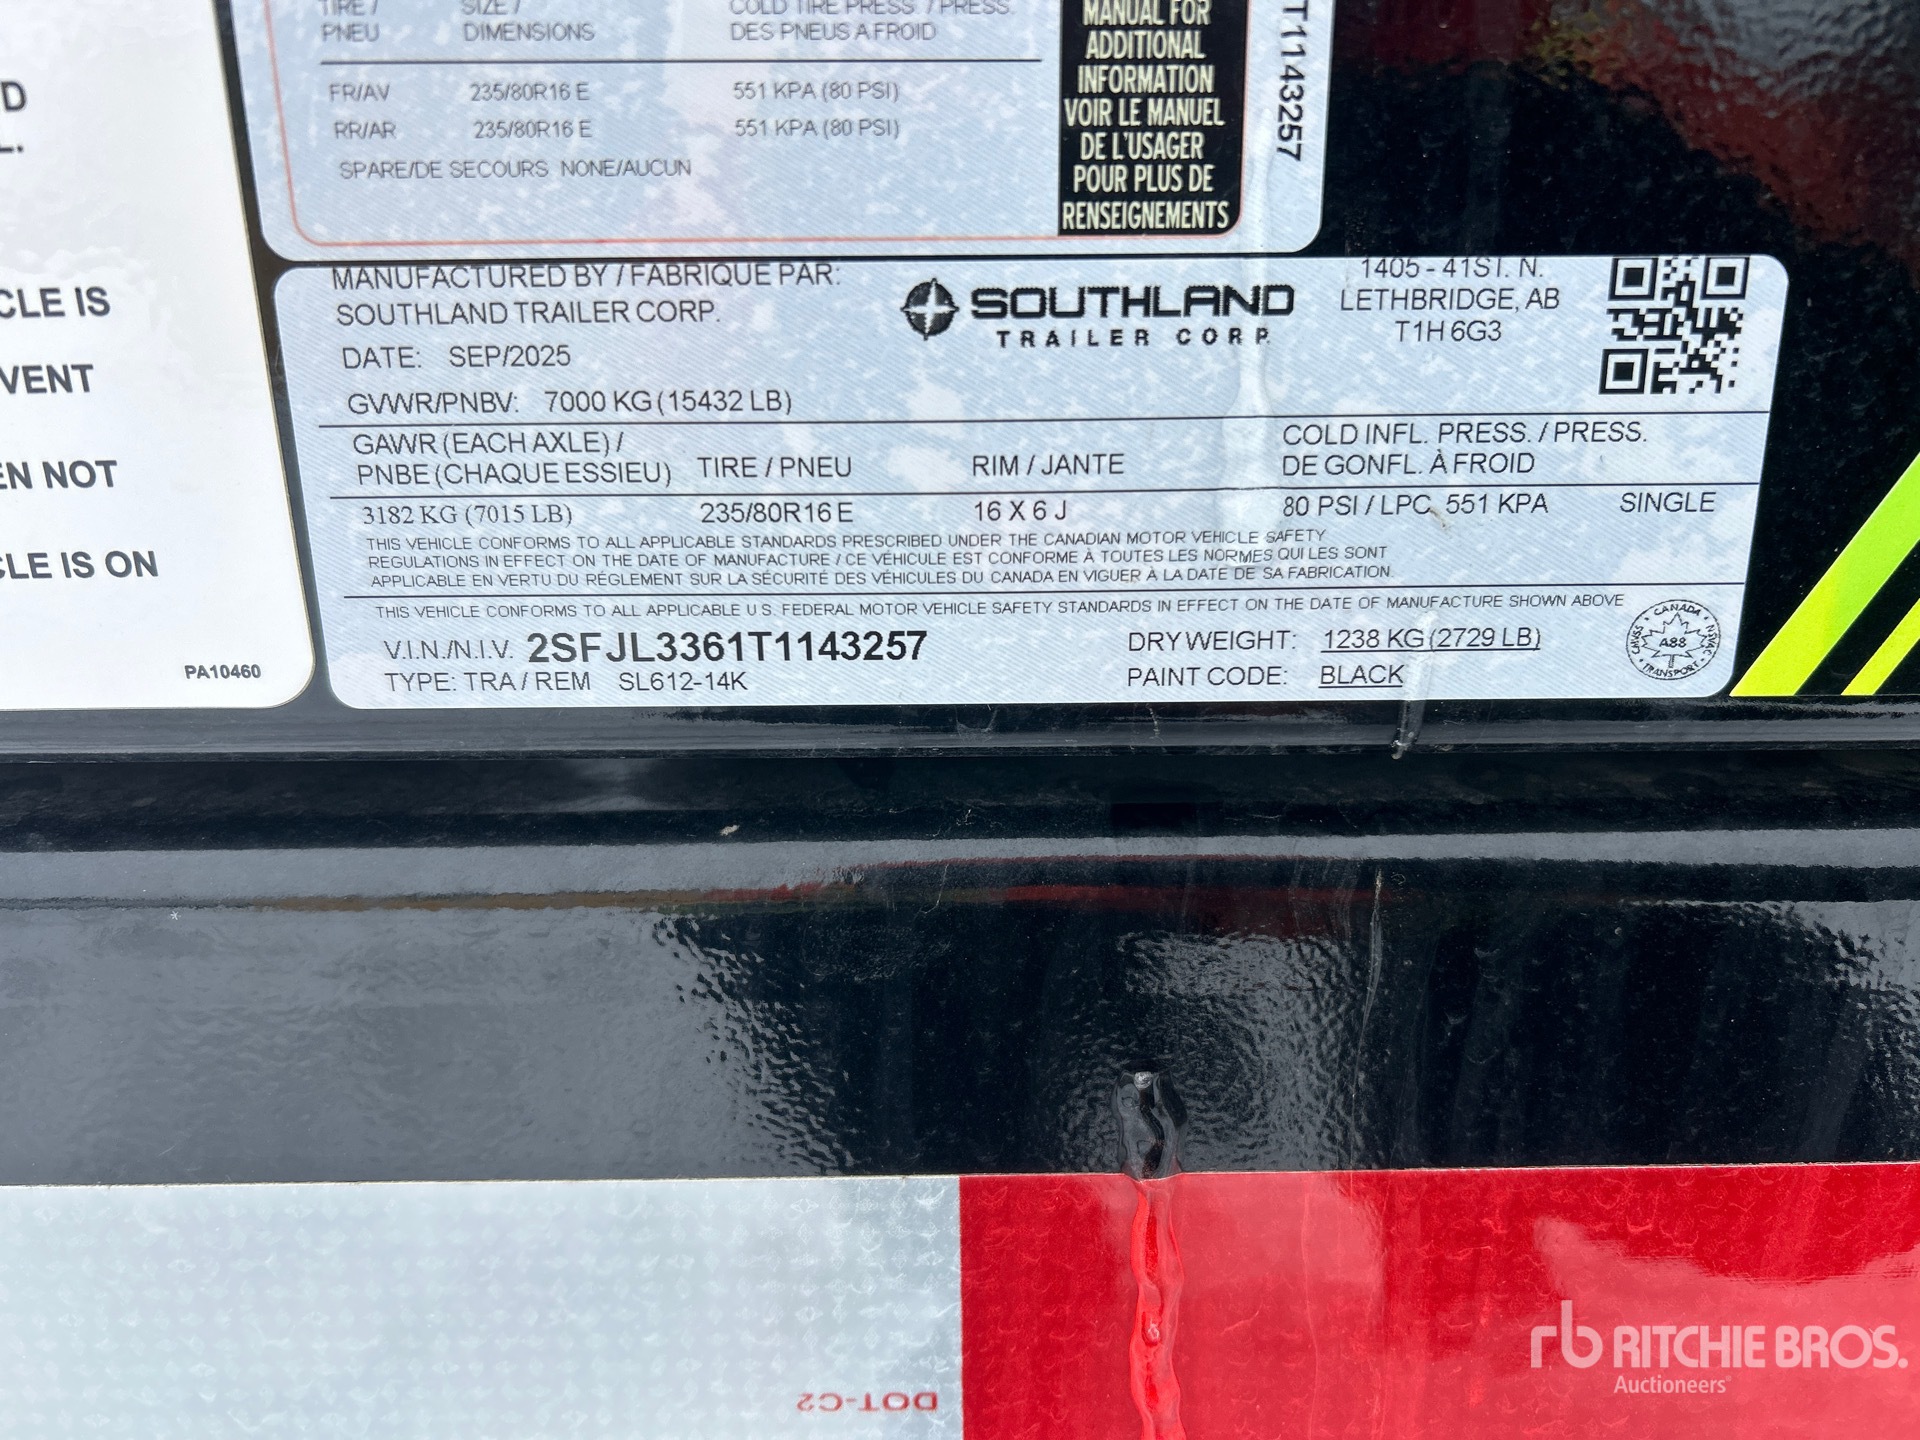 D
L.
CLE IS
VENT
EN NOT
CLE IS ON
PA10460
TIRE / SIZE / COLD TIRE PRESS. / PRESS.
PNEU DIMENSIONS DES PNEUS A FROID
FR/AV 235/80R16 E 551 KPA (80 PSI)
RR/AR 235/80R16 E 551 KPA (80 PSI)
SPARE/DE SECOURS NONE/AUCUN
MANUAL FOR
ADDITIONAL
INFORMATION
VOIR LE MANUEL
DE L'USAGER
POUR PLUS DE
RENSEIGNEMENTS
T1143257
MANUFACTURED BY / FABRIQUE PAR:
SOUTHLAND TRAILER CORP.
DATE: SEP/2025
GVWR/PNBV: 7000 KG (15432 LB)
SOUTHLAND
TRAILER CORP.
1405 - 41ST. N.
LETHBRIDGE, AB
T1H 6G3
GAWR (EACH AXLE) /
PNBE (CHAQUE ESSIEU) TIRE / PNEU RIM / JANTE
COLD INFL. PRESS. / PRESS.
DE GONFL. À FROID
3182 KG (7015 LB) 235/80R16 E 16 X 6 J 80 PSI / LPC 551 KPA SINGLE
THIS VEHICLE CONFORMS TO ALL APPLICABLE STANDARDS PRESCRIBED UNDER THE CANADIAN MOTOR VEHICLE SAFETY
REGULATIONS IN EFFECT ON THE DATE OF MANUFACTURE / CE VÉHICULE EST CONFORME À TOUTES LES NORMES QUI LES SONT
APPLICABLE EN VERTU DU RÉGLEMENT SUR LA SÉCURITÉ DES VÉHICULES DU CANADA EN VIGUER À LA DATE DE SA FABRICATION.
THIS VEHICLE CONFORMS TO ALL APPLICABLE U.S. FEDERAL MOTOR VEHICLE SAFETY STANDARDS IN EFFECT ON THE DATE OF MANUFACTURE SHOWN ABOVE
V.I.N./N.I.V. 2SFJL3361T1143257 DRY WEIGHT: 1238 KG (2729 LB)
TYPE: TRA / REM SL612-14K PAINT CODE: BLACK
CANADA
CMVSS
A88
NSVAC
TRANSPORT
DOT-C2
rb RITCHIE BROS.
Auctioneers